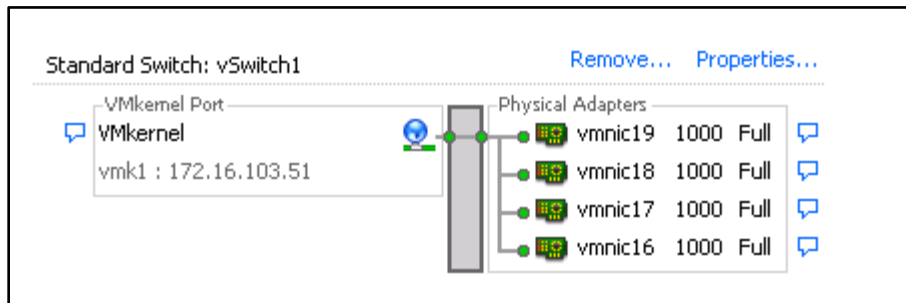 Standard Switch: vSwitch1 Remove... Properties...
VMkernel Port
VMkernel
vmk1 : 172.16.103.51
Physical Adapters
vmnic19 1000 Full
vmnic18 1000 Full
vmnic17 1000 Full
vmnic16 1000 Full